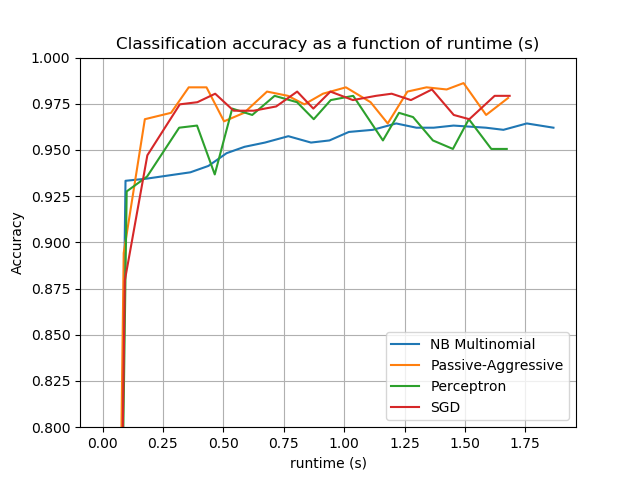 Classification accuracy as a function of runtime (s)
1.000
0.975
0.950
0.925
0.900
0.875
0.850
0.825
0.800
Accuracy
NB Multinomial
Passive-Aggressive
Perceptron
SGD
0.00 0.25 0.50 0.75 1.00 1.25 1.50 1.75
runtime (s)